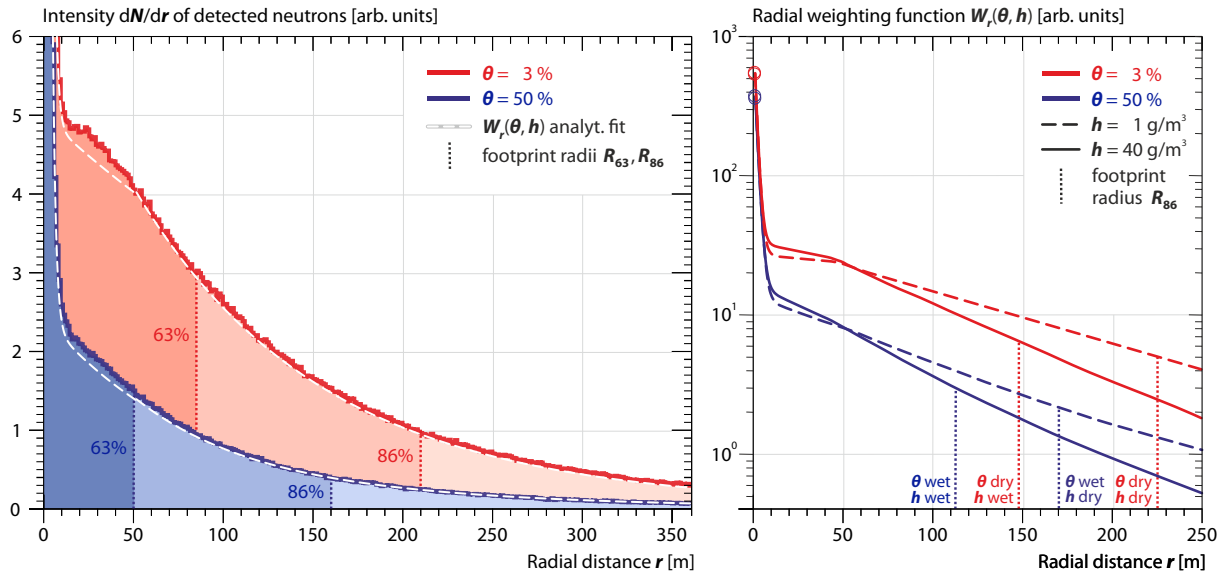 Intensity dN/dr of detected neutrons [arb. units]
6
5
4
3
2
1
0
0
50
100
150
200
250
300
350
Radial distance r [m]
θ = 3 %
θ = 50 %
Wr(θ, h) analyt. fit
footprint radii R63, R86
63%
86%
63%
86%
Radial weighting function Wr(θ, h) [arb. units]
10³
10²
10¹
10⁰
0
50
100
150
200
250
Radial distance r [m]
θ = 3 %
θ = 50 %
h = 1 g/m³
h = 40 g/m³
footprint
radius R86
θ wet
h wet
θ dry
h wet
θ wet
h dry
θ dry
h dry